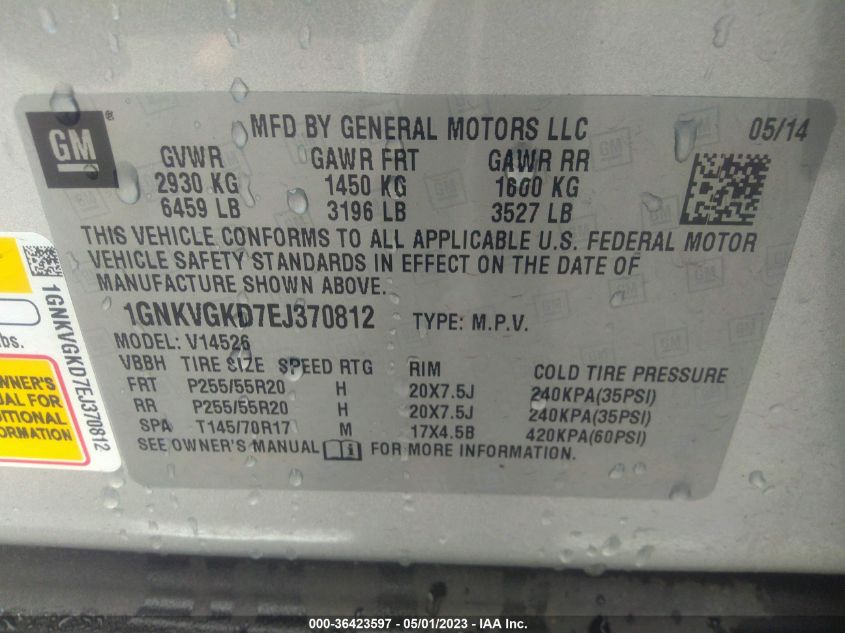 GM ®
MFD BY GENERAL MOTORS LLC 05/14
GVWR GAWR FRT GAWR RR
2930 KG 1450 KG 1600 KG
6459 LB 3196 LB 3527 LB
THIS VEHICLE CONFORMS TO ALL APPLICABLE U.S. FEDERAL MOTOR
VEHICLE SAFETY STANDARDS IN EFFECT ON THE DATE OF
MANUFACTURE SHOWN ABOVE.
1GNKVGKD7EJ370812 TYPE: M.P.V.
MODEL: V14526
VBBH TIRE SIZE SPEED RTG RIM COLD TIRE PRESSURE
FRT P255/55R20 H 20X7.5J 240KPA(35PSI)
RR P255/55R20 H 20X7.5J 240KPA(35PSI)
SPA T145/70R17 M 17X4.5B 420KPA(60PSI)
SEE OWNER'S MANUAL FOR MORE INFORMATION.
1GNKVGKD7EJ370812
bs.
WNER'S
UAL FOR
DITIONAL
ORMATION
000-36423597 - 05/01/2023 - IAA Inc.